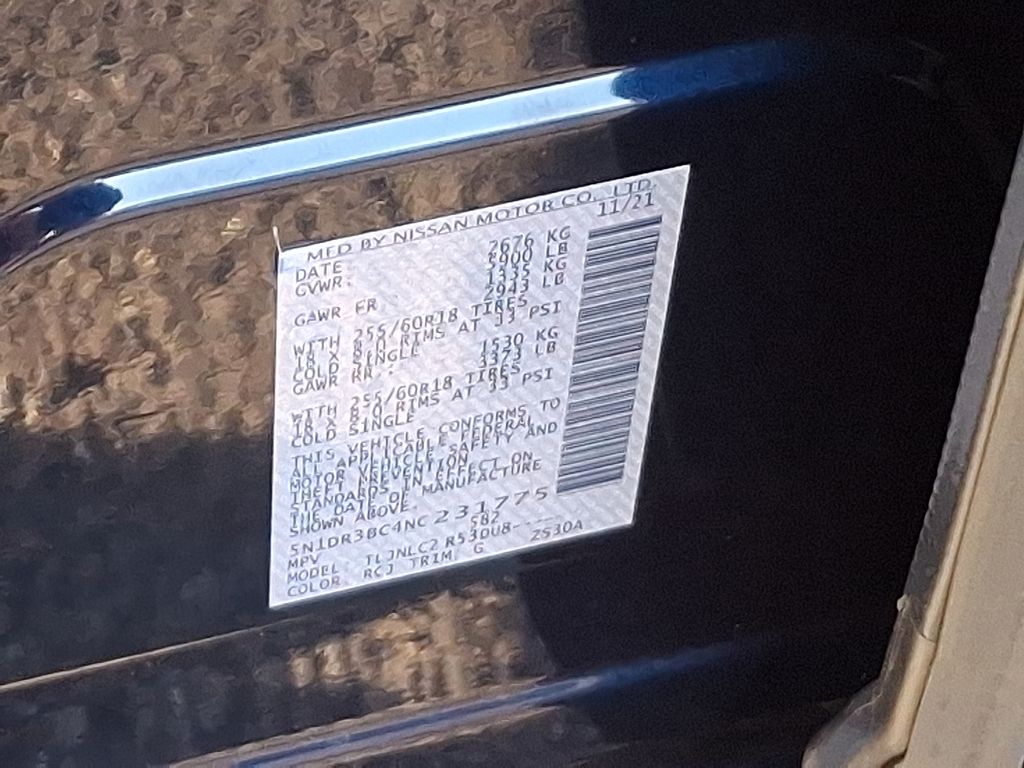 MFD BY NISSAN MOTOR CO., LTD.
DATE: 11/21
GVWR: 2676 KG
5900 LB
GAWR FR 1335 KG
2943 LB
WITH 255/60R18 TIRES
18 X 8.0 RIMS AT 33 PSI
COLD SINGLE
GAWR RR: 1530 KG
3373 LB
WITH 255/60R18 TIRES
18 X 8.0 RIMS AT 33 PSI
COLD SINGLE
THIS VEHICLE CONFORMS TO
ALL APPLICABLE FEDERAL
MOTOR VEHICLE SAFETY AND
THEFT PREVENTION
STANDARDS IN EFFECT ON
THE DATE OF MANUFACTURE
SHOWN ABOVE.
5N1DR3BC4NC231775
MPV 582
MODEL: TLJNLC2 R53DU8-----
COLOR: RCJ TRIM: G 2S30A